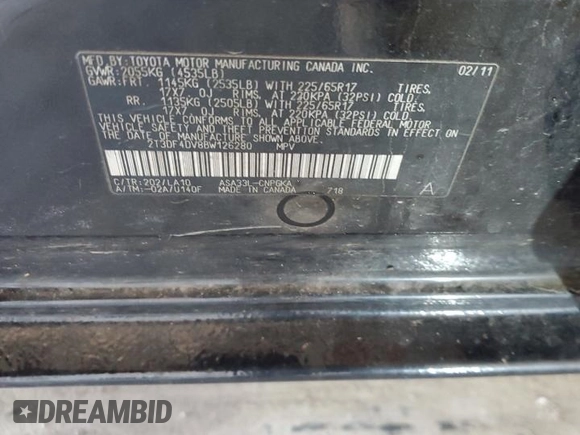 MFD. BY: TOYOTA MOTOR MANUFACTURING CANADA INC. 02/11
GVWR: 2055KG (4535LB)
GAWR: FRT 1145KG (2535LB) WITH 225/65R17 TIRES,
17X7.0J RIMS, AT 220KPA (32PSI) COLD.
RR 1135KG (2505LB) WITH 225/65R17 TIRES,
17X7.0J RIMS, AT 220KPA (32PSI) COLD.
THIS VEHICLE CONFORMS TO ALL APPLICABLE FEDERAL MOTOR
VEHICLE SAFETY STANDARDS IN EFFECT ON
THE DATE OF MANUFACTURE SHOWN ABOVE.
2T3DF4DV8BW126280 MPV
C/TR: 202/LA10 ASA33L-CNPGKA
A/TM: -02A/U140F MADE IN CANADA 718 A
DREAMBID